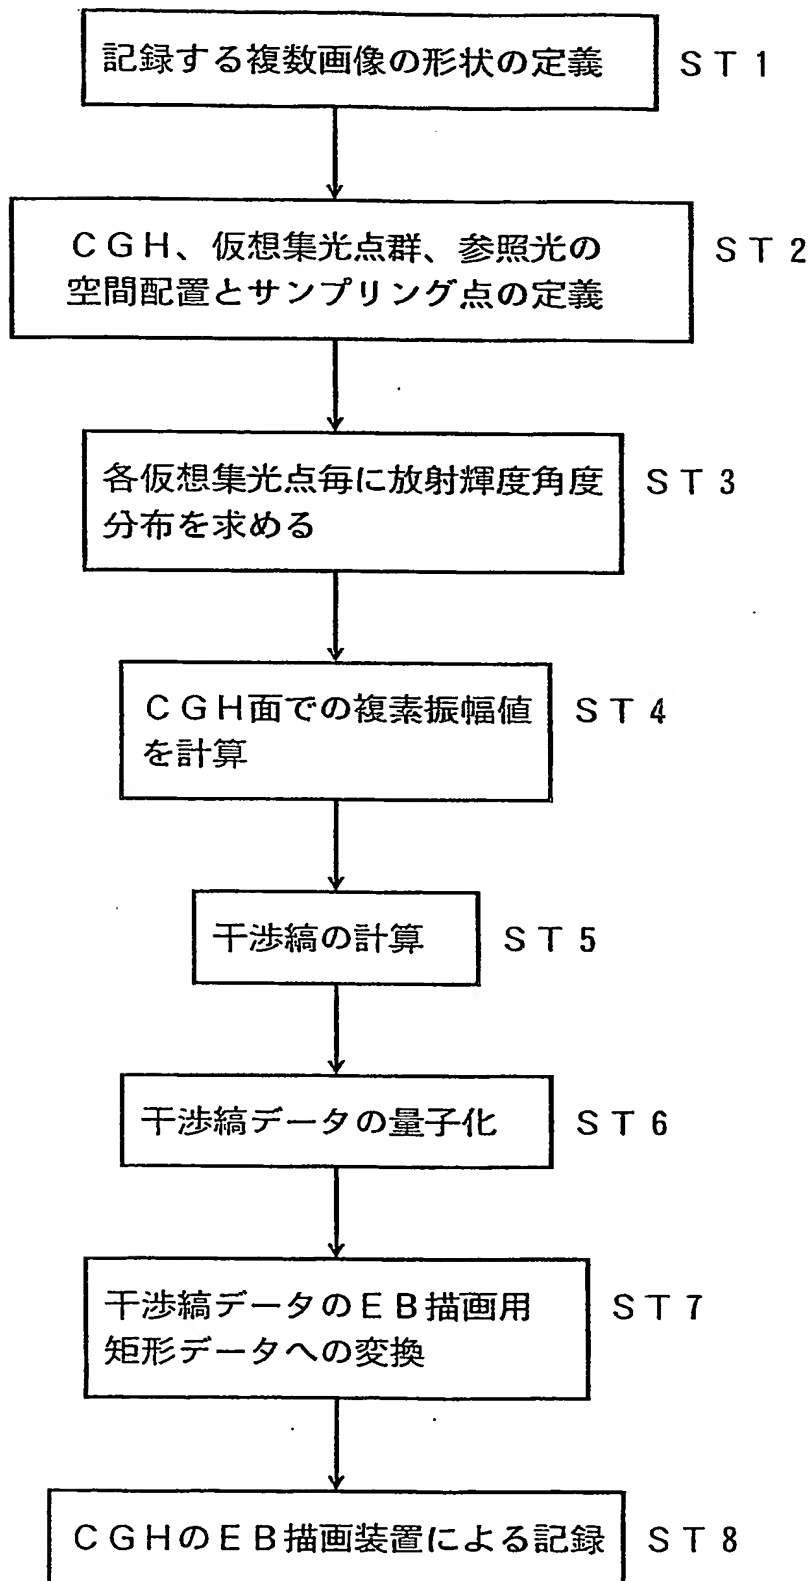 記録する複数画像の形状の定義 ST1
CGH、仮想集光点群、参照光の ST2
空間配置とサンプリング点の定義
各仮想集光点毎に放射輝度角度 ST3
分布を求める
CGH面での複素振幅値 ST4
を計算
干渉縞の計算 ST5
干渉縞データの量子化 ST6
干渉縞データのEB描画用 ST7
矩形データへの変換
CGHのEB描画装置による記録 ST8